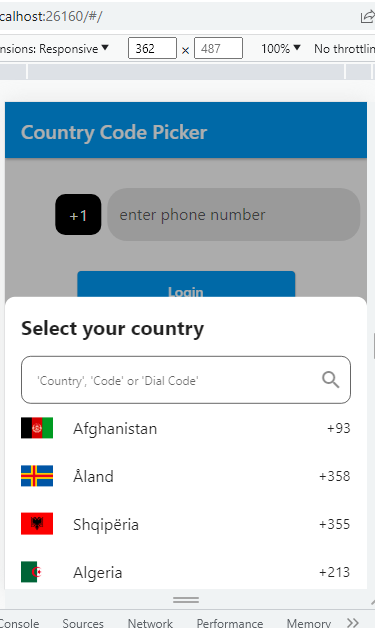 calhost:26160/#/
nsions: Responsive ▼ 362 x 487 100% ▼ No throttlin
Country Code Picker
+1 enter phone number
Login
Select your country
'Country', 'Code' or 'Dial Code'
Afghanistan +93
Åland +358
Shqipëria +355
Algeria +213
Console Sources Network Performance Memory